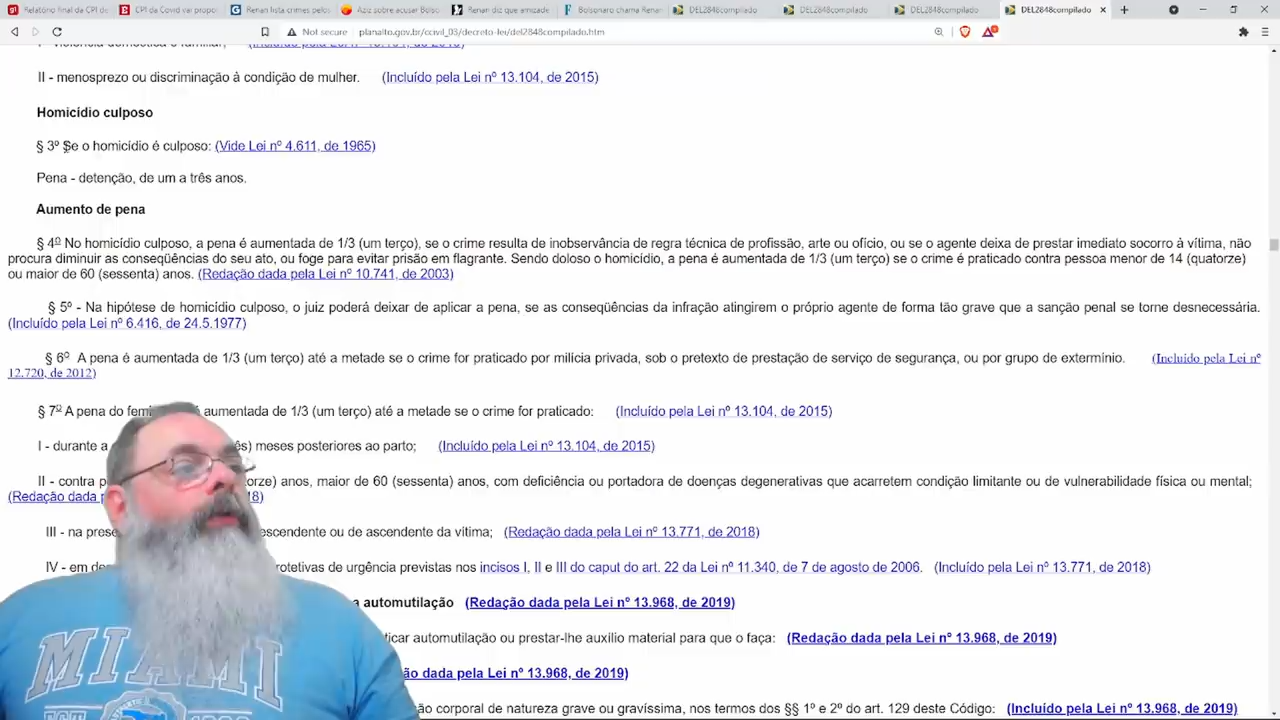 Relatório final da CPI de
CPI da Covid vai propo
Renan lista crimes pelos
Aziz sobre acusar Bolso
Renan diz que amizade
Bolsonaro chama Renan
DEL2848compilado
DEL2848compilado
DEL2848compilado
DEL2848compilado
Not secure
planalto.gov.br/ccivil_03/decreto-lei/del2848compilado.htm
II - menosprezo ou discriminação à condição de mulher. (Incluído pela Lei nº 13.104, de 2015)
Homicídio culposo
§ 3º Se o homicídio é culposo: (Vide Lei nº 4.611, de 1965)
Pena - detenção, de um a três anos.
Aumento de pena
§ 4º No homicídio culposo, a pena é aumentada de 1/3 (um terço), se o crime resulta de inobservância de regra técnica de profissão, arte ou ofício, ou se o agente deixa de prestar imediato socorro à vítima, não
procura diminuir as conseqüências do seu ato, ou foge para evitar prisão em flagrante. Sendo doloso o homicídio, a pena é aumentada de 1/3 (um terço) se o crime é praticado contra pessoa menor de 14 (quatorze)
ou maior de 60 (sessenta) anos. (Redação dada pela Lei nº 10.741, de 2003)
§ 5º - Na hipótese de homicídio culposo, o juiz poderá deixar de aplicar a pena, se as conseqüências da infração atingirem o próprio agente de forma tão grave que a sanção penal se torne desnecessária.
(Incluído pela Lei nº 6.416, de 24.5.1977)
§ 6º A pena é aumentada de 1/3 (um terço) até a metade se o crime for praticado por milícia privada, sob o pretexto de prestação de serviço de segurança, ou por grupo de extermínio. (Incluído pela Lei nº
12.720, de 2012)
§ 7º A pena do femi é aumentada de 1/3 (um terço) até a metade se o crime for praticado: (Incluído pela Lei nº 13.104, de 2015)
I - durante a meses posteriores ao parto; (Incluído pela Lei nº 13.104, de 2015)
II - contra anos, maior de 60 (sessenta) anos, com deficiência ou portadora de doenças degenerativas que acarretem condição limitante ou de vulnerabilidade física ou mental;
(Redação dada
III - na escendente ou de ascendente da vítima; (Redação dada pela Lei nº 13.771, de 2018)
IV - em rotetivas de urgência previstas nos incisos I, II e III do caput do art. 22 da Lei nº 11.340, de 7 de agosto de 2006. (Incluído pela Lei nº 13.771, de 2018)
a automutilação (Redação dada pela Lei nº 13.968, de 2019)
ticar automutilação ou prestar-lhe auxílio material para que o faça: (Redação dada pela Lei nº 13.968, de 2019)
ão dada pela Lei nº 13.968, de 2019)
ão corporal de natureza grave ou gravíssima, nos termos dos §§ 1º e 2º do art. 129 deste Código: (Incluído pela Lei nº 13.968, de 2019)
MIAMI